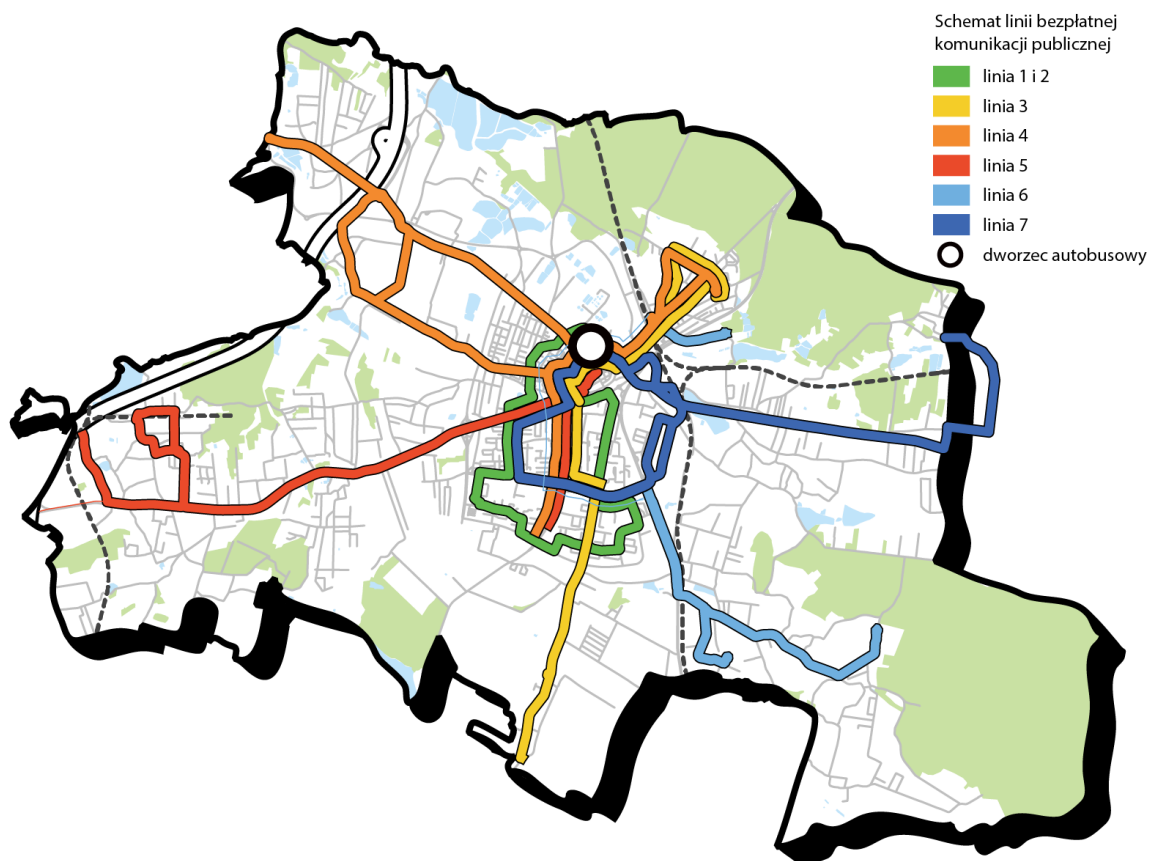 Schemat linii bezpłatnej
komunikacji publicznej
linia 1 i 2
linia 3
linia 4
linia 5
linia 6
linia 7
dworzec autobusowy